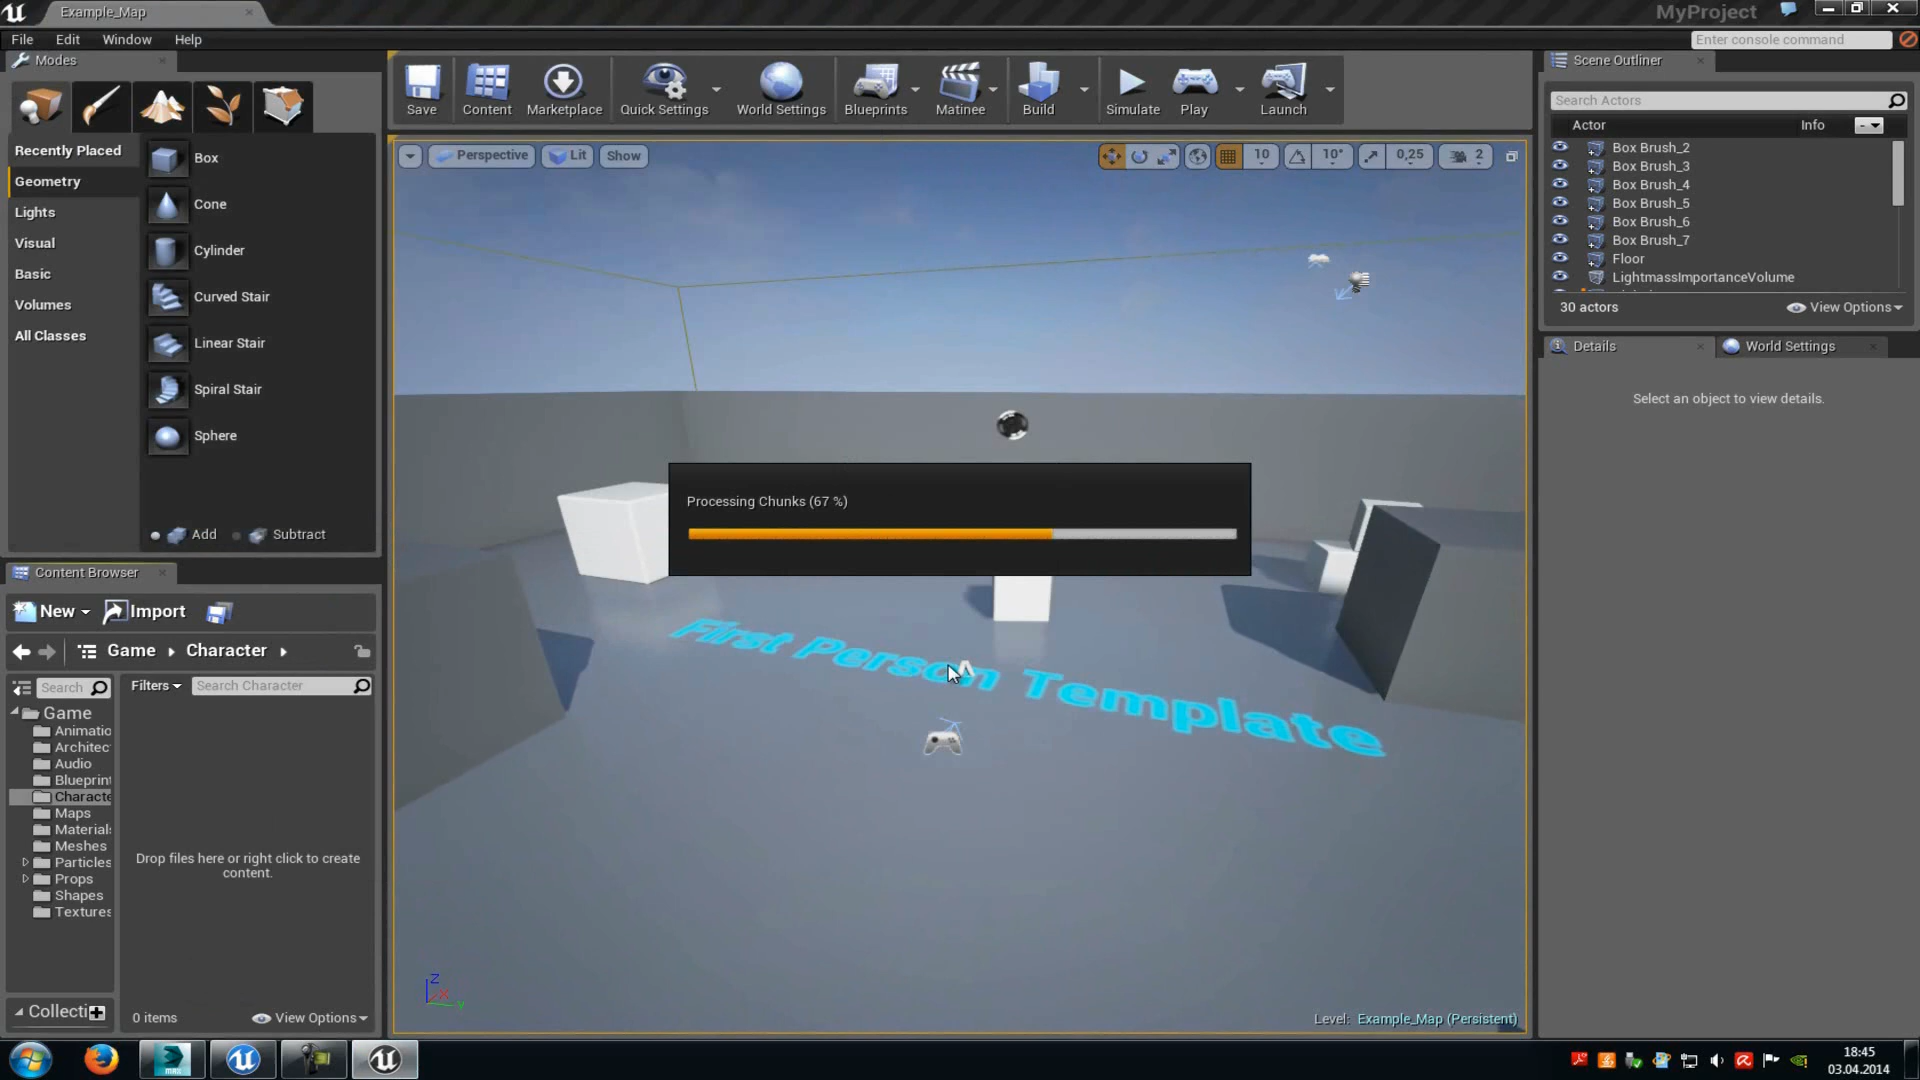 Example_Map
MyProject
File Edit Window Help
Enter console command
Modes
Save
Content
Marketplace
Quick Settings
World Settings
Blueprints
Matinee
Build
Simulate
Play
Launch
Scene Outliner
Search Actors
Actor Info
Box Brush_2
Box Brush_3
Box Brush_4
Box Brush_5
Box Brush_6
Box Brush_7
Floor
LightmassImportanceVolume
30 actors
View Options
Details
World Settings
Select an object to view details.
Recently Placed
Geometry
Lights
Visual
Basic
Volumes
All Classes
Box
Cone
Cylinder
Curved Stair
Linear Stair
Spiral Stair
Sphere
Add Subtract
Perspective Lit Show
10 10° 0,25 2
Processing Chunks (67 %)
First Person Template
Content Browser
New Import
Game Character
Search
Filters Search Character
Game
Animatio
Architec
Audio
Blueprin
Characte
Maps
Material
Meshes
Particles
Props
Shapes
Textures
Drop files here or right click to create
content.
Collecti
0 items
View Options
Z
X
Y
Level: Example_Map (Persistent)
MAX
18:45
03.04.2014